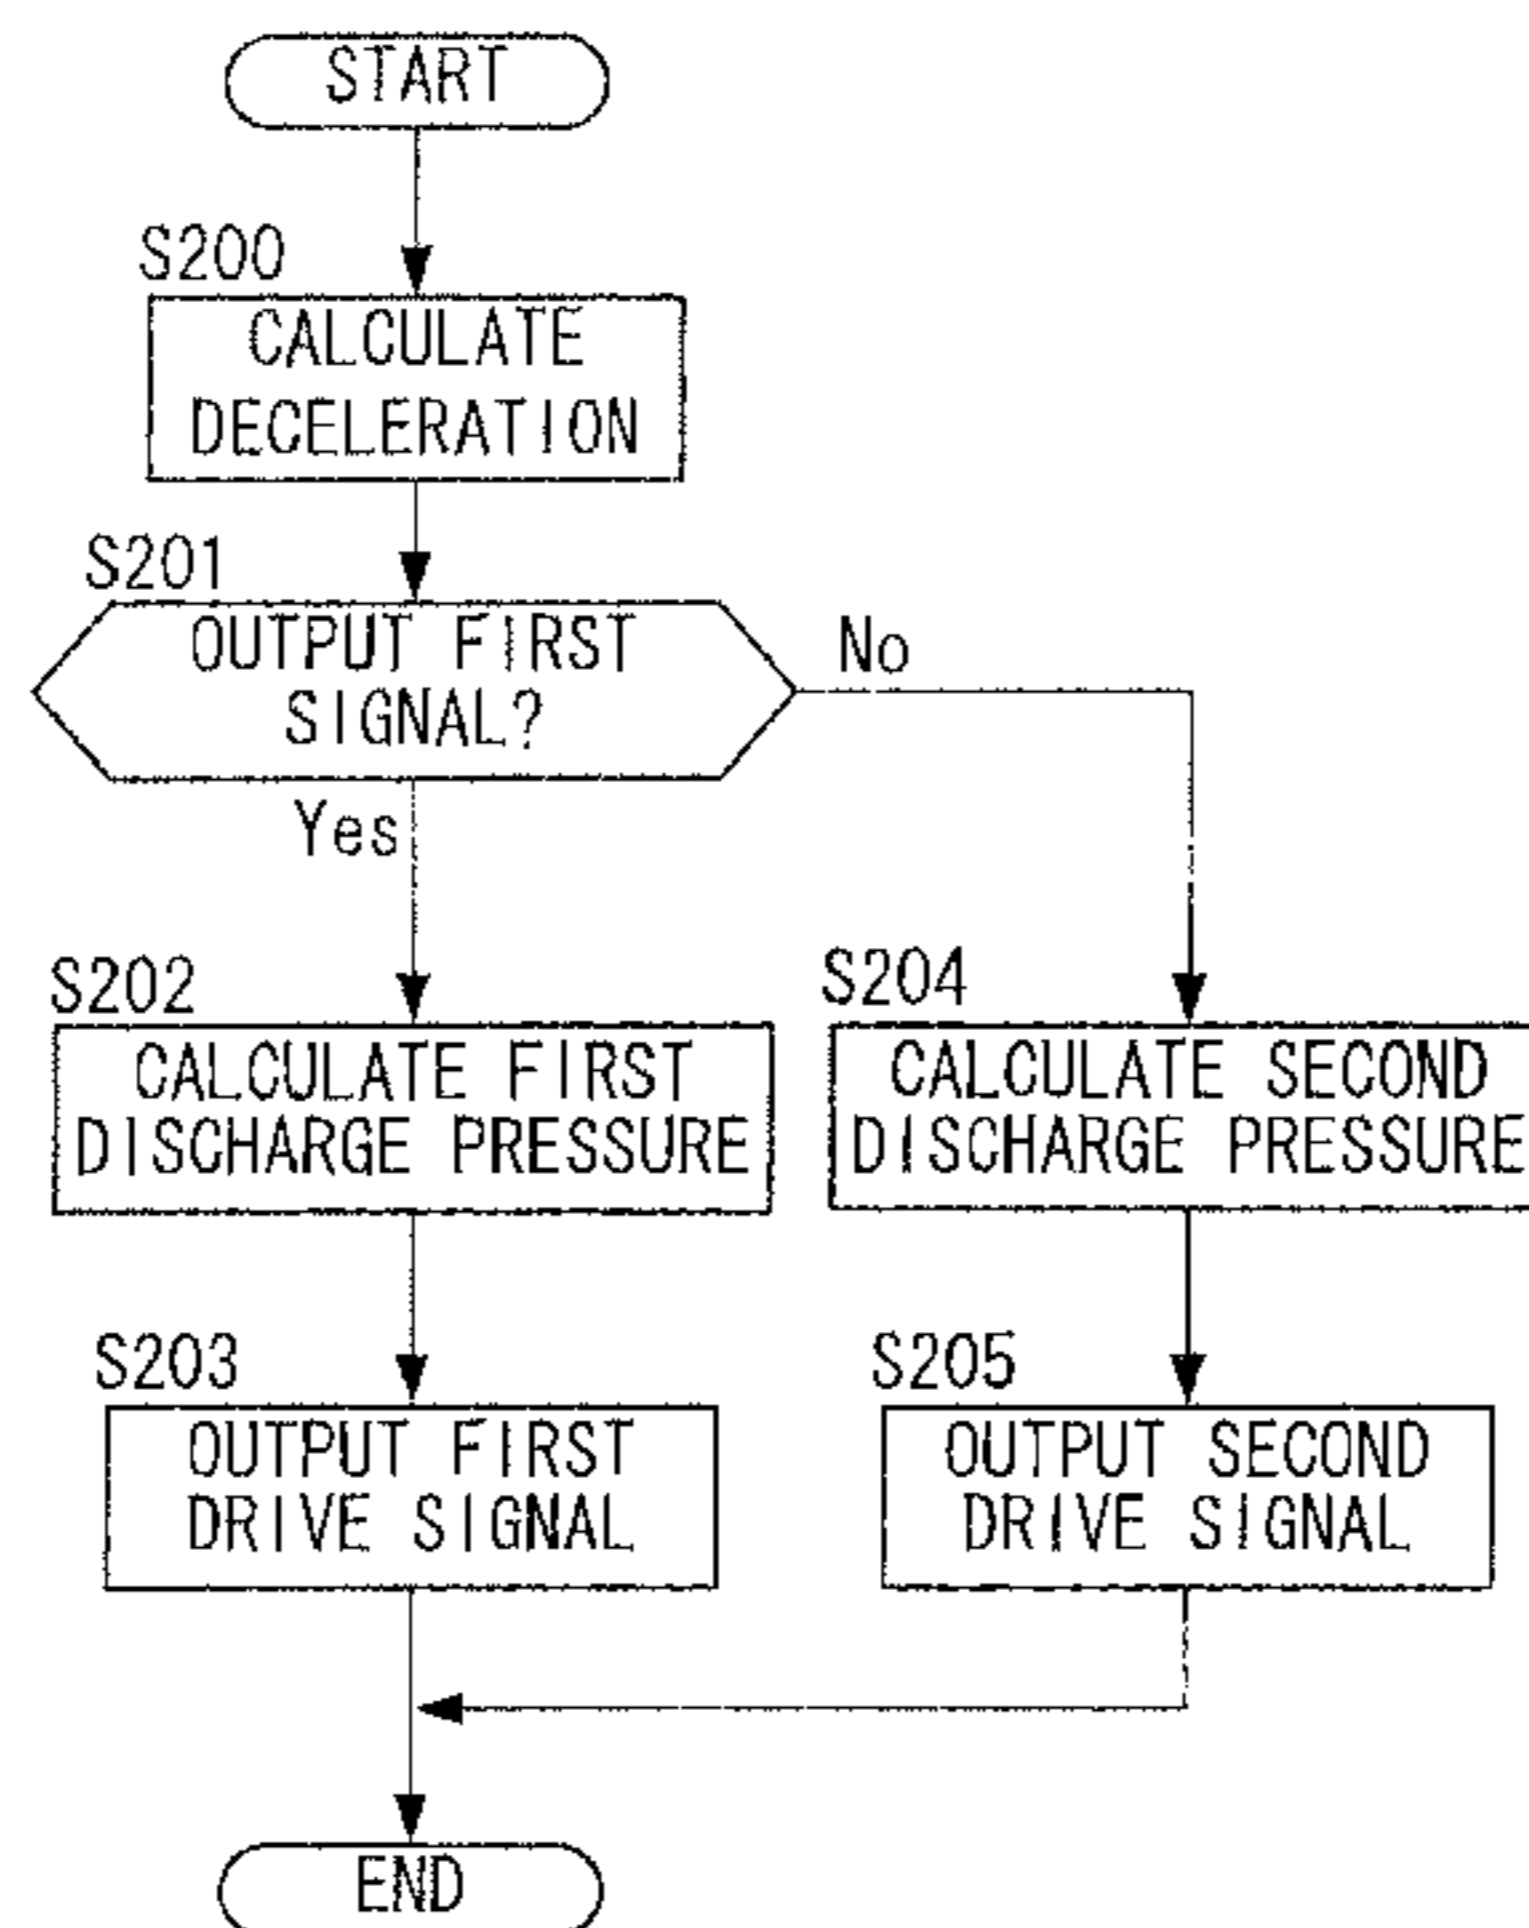 START
S200
CALCULATE
DECELERATION
S201
OUTPUT FIRST
SIGNAL?
No
Yes
S202
CALCULATE FIRST
DISCHARGE PRESSURE
S204
CALCULATE SECOND
DISCHARGE PRESSURE
S203
OUTPUT FIRST
DRIVE SIGNAL
S205
OUTPUT SECOND
DRIVE SIGNAL
END